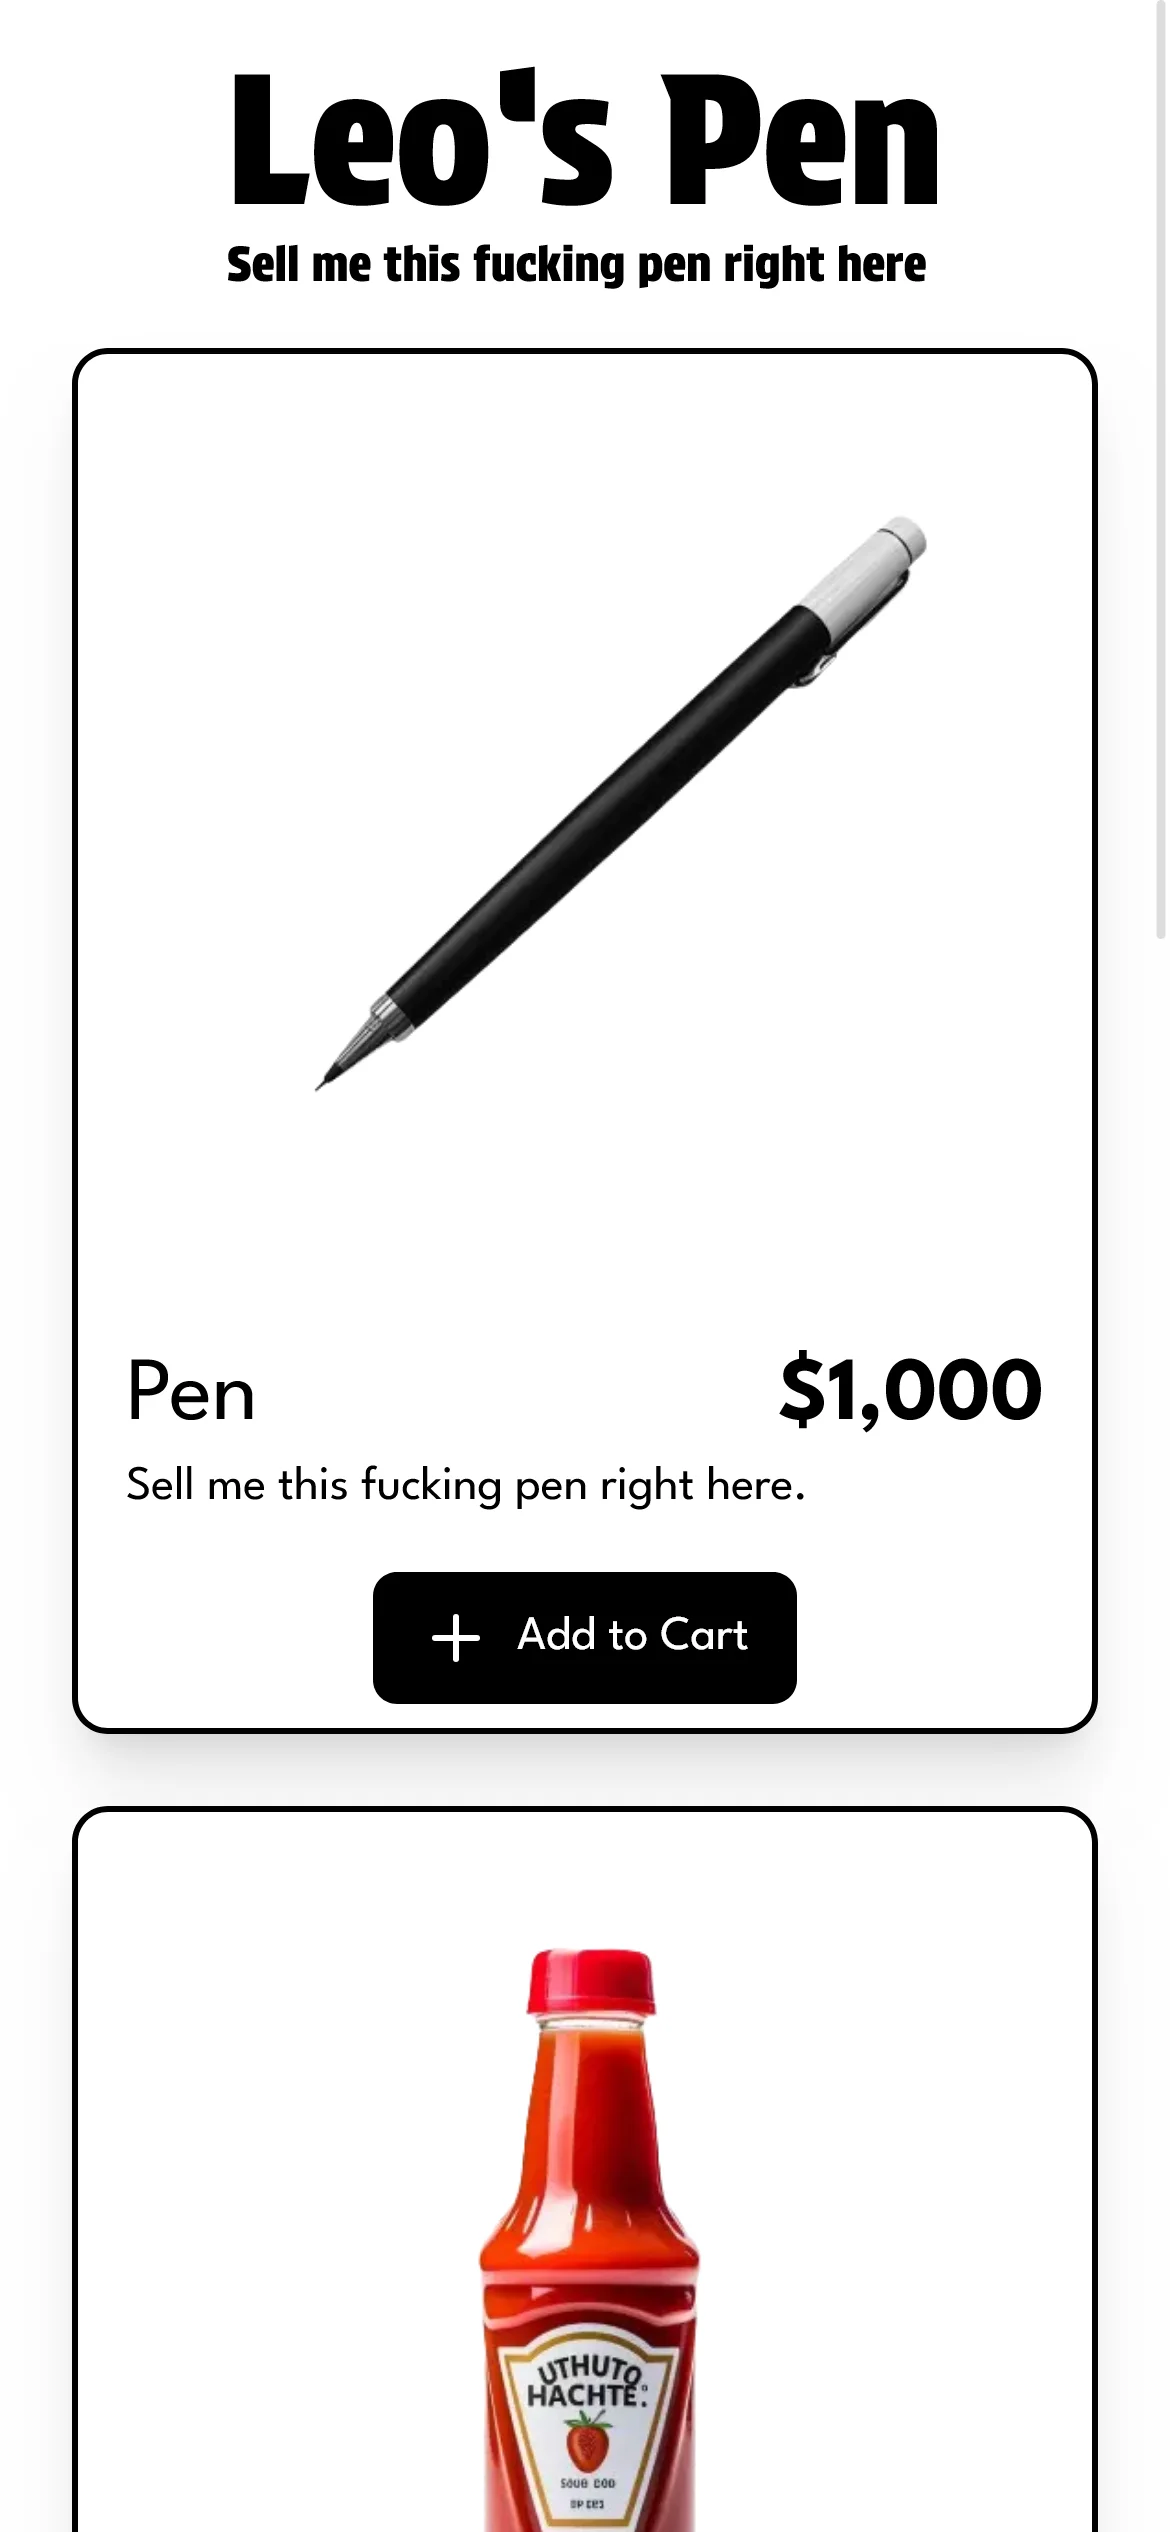 Leo's Pen
Sell me this fucking pen right here
Pen
$1,000
Sell me this fucking pen right here.
Add to Cart
UTHUTO
HACHTE